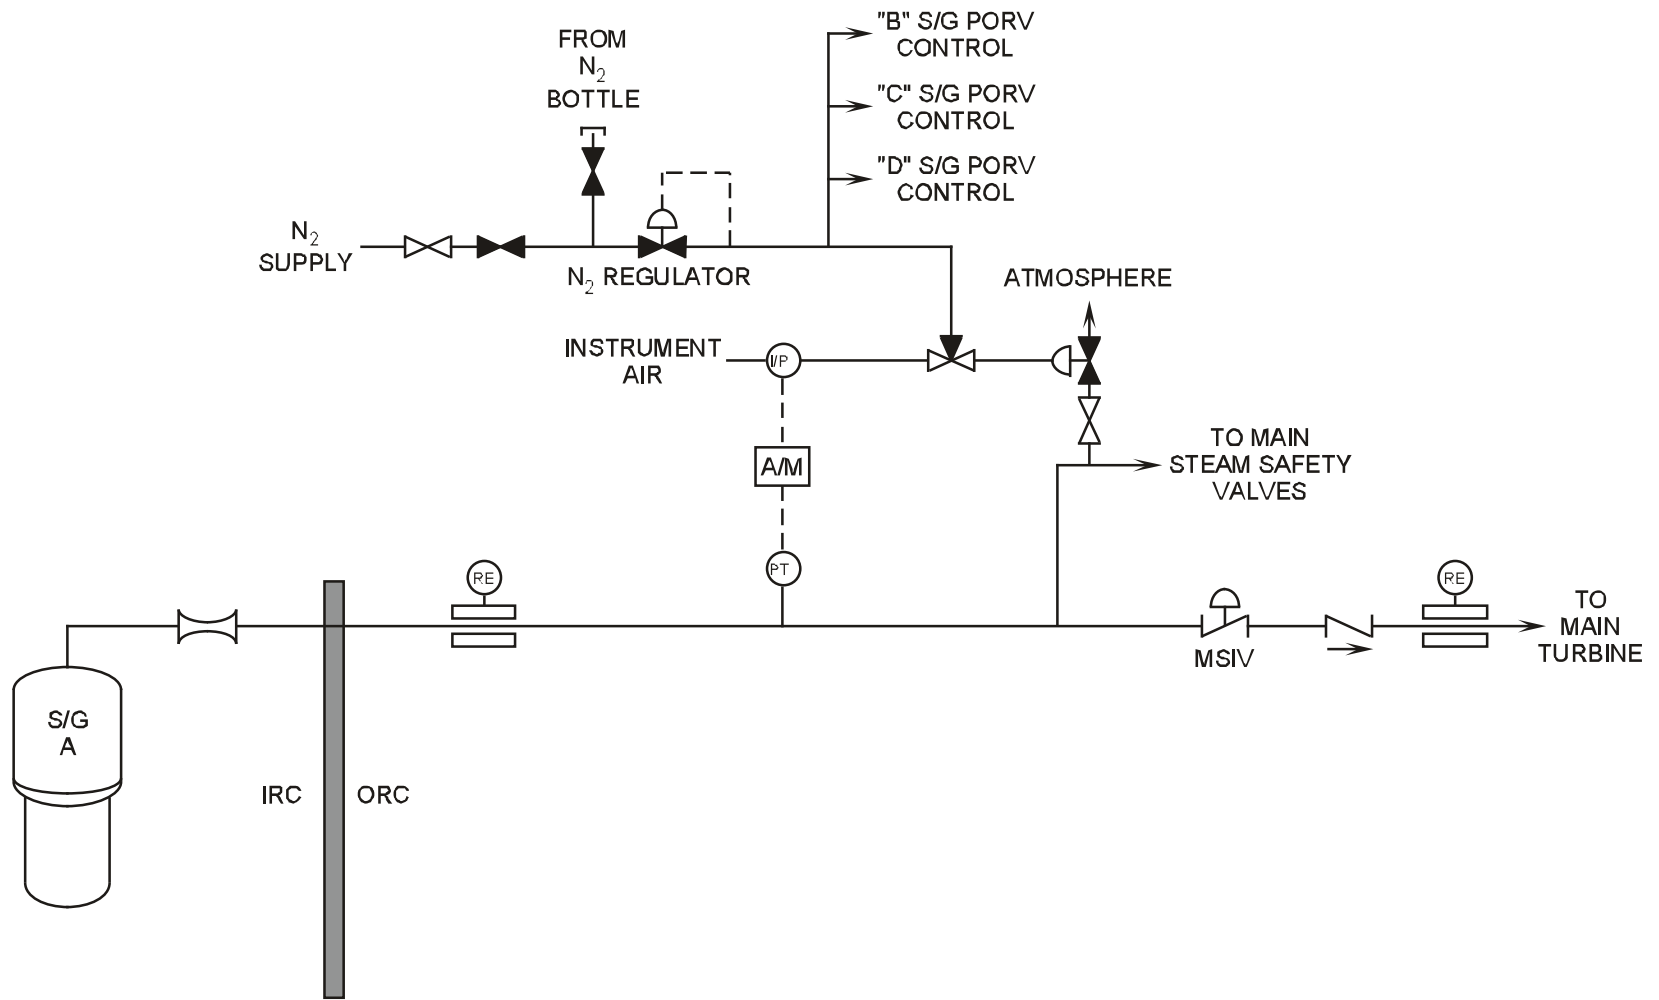 "B" S/G PORV
CONTROL
FROM
N2
BOTTLE
"C" S/G PORV
CONTROL
"D" S/G PORV
CONTROL
N2
SUPPLY
N2 REGULATOR
ATMOSPHERE
INSTRUMENT
AIR
I/P
TO MAIN
STEAM SAFETY
VALVES
A/M
PT
RE
RE
TO
MAIN
TURBINE
MSIV
S/G
A
IRC
ORC